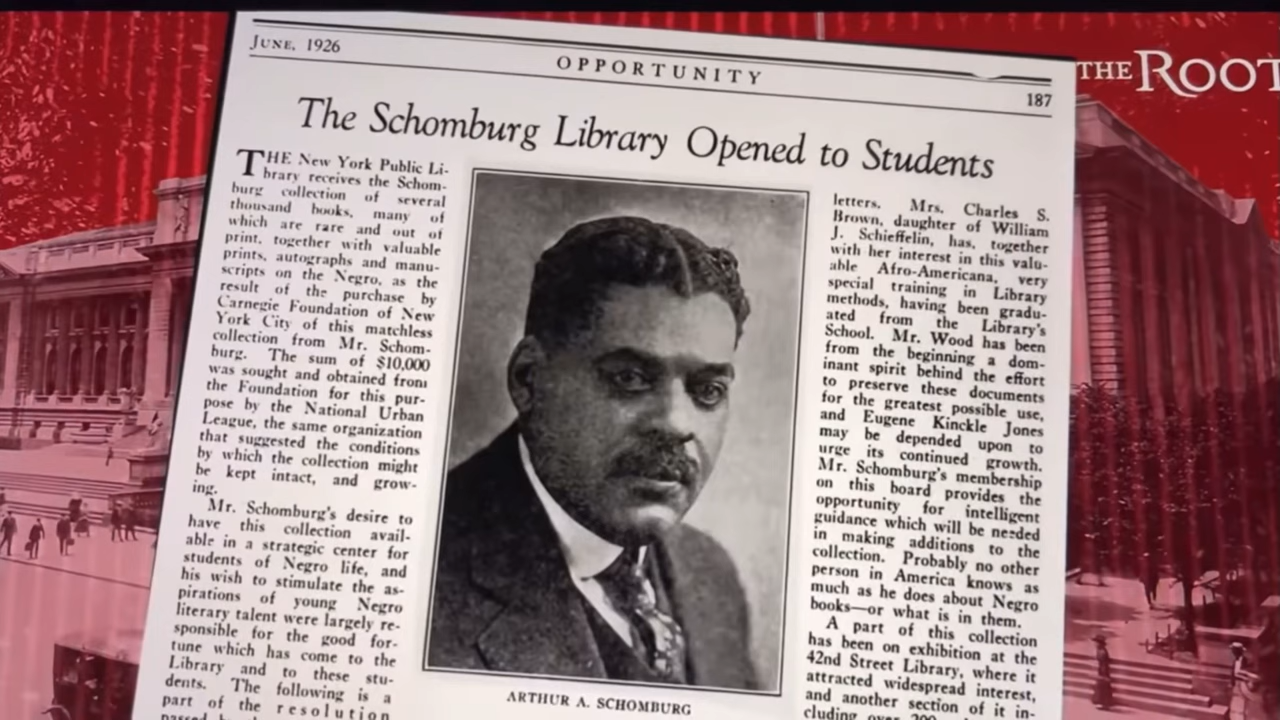 JUNE, 1926
OPPORTUNITY
187
THE ROOT
The Schomburg Library Opened to Students
THE New York Public Li-
brary receives the Schom-
burg collection of several
thousand books, many of
which are rare and out of
print, together with valuable
prints, autographs and manu-
scripts on the Negro, as the
result of the purchase by
Carnegie Foundation of New
York City of this matchless
collection from Mr. Schom-
burg. The sum of $10,000
was sought and obtained from
the Foundation for this pur-
pose by the National Urban
League, the same organization
that suggested the conditions
by which the collection might
be kept intact, and grow-
ing.
Mr. Schomburg's desire to
have this collection avail-
able in a strategic center for
students of Negro life, and
his wish to stimulate the as-
pirations of young Negro
literary talent were largely re-
sponsible for the good for-
tune which has come to the
Library and to these stu-
dents. The following is a
part of the resolution
ARTHUR A. SCHOMBURG
letters. Mrs. Charles S.
Brown, daughter of William
J. Schieffelin, has, together
with her interest in this valu-
able Afro-Americana, very
special training in Library
methods, having been gradu-
ated from the Library's
School. Mr. Wood has been
from the beginning a dom-
inant spirit behind the effort
to preserve these documents
for the greatest possible use,
and Eugene Kinckle Jones
may be depended upon to
urge its continued growth.
Mr. Schomburg's membership
on this board provides the
opportunity for intelligent
guidance which will be needed
in making additions to the
collection. Probably no other
person in America knows as
much as he does about Negro
books—or what is in them.
A part of this collection
has been on exhibition at the
42nd Street Library, where it
attracted widespread interest,
and another section of it in-
cluding over 200